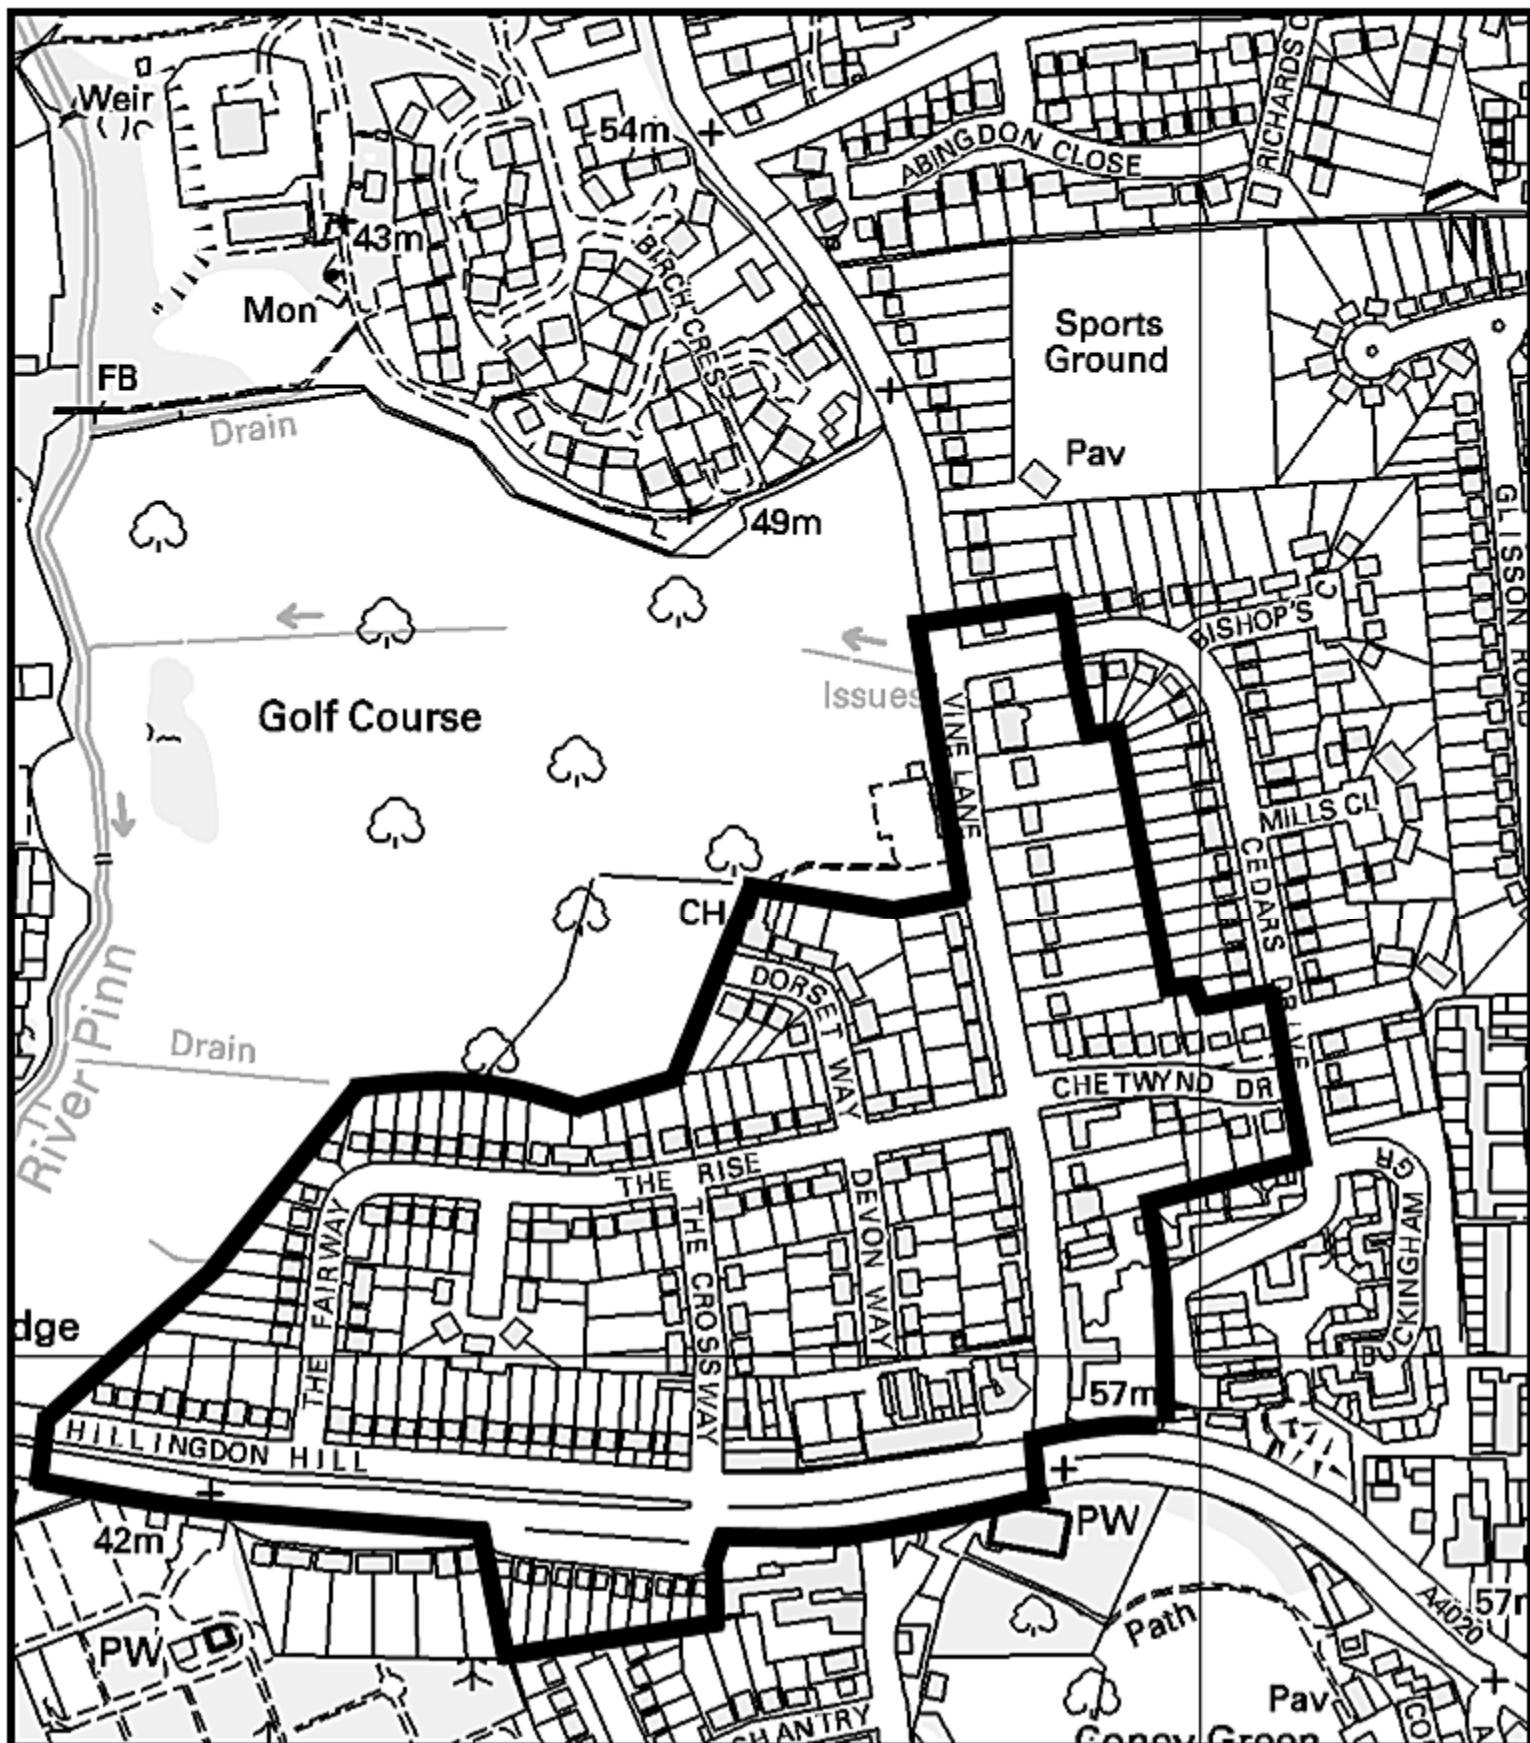 Weir
54m
ABINGDON CLOSE
RICHARDS C
43m
Mon
BIRCH CRES
N
Sports
Ground
FB
Drain
Pav
49m
GLISSON ROAD
BISHOP'S C
Issues
VINE LANE
Golf Course
MILLS CL
CEDARS DRIVE
CH
DORSET WAY
River Pinn
Drain
CHETWYND DR
THE RISE
GR
CKINGHAM
THE FAIRWAY
THE CROSSWAY
DEVON WAY
dge
57m
HILLINGDON HILL
42m
PW
A4020
57m
Path
PW
Pav
HANTRY
CO
A
Coney Green